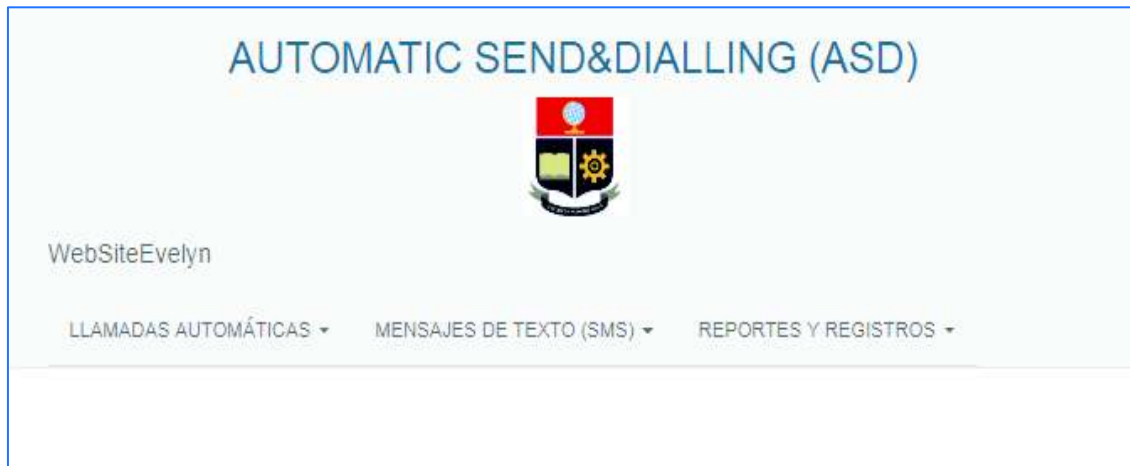 AUTOMATIC SEND&DIALLING (ASD)
WebSiteEvelyn
LLAMADAS AUTOMÁTICAS MENSAJES DE TEXTO (SMS) REPORTES Y REGISTROS